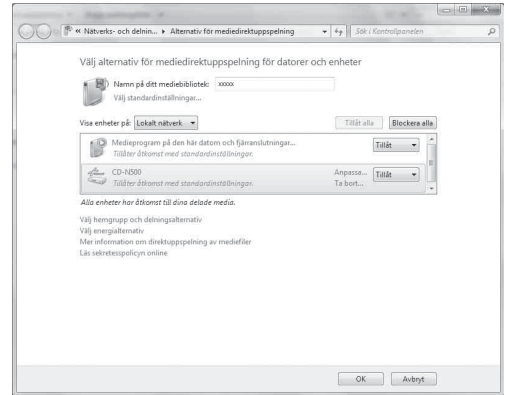 « Nätverks- och delnin... ▸ Alternativ för mediedirektuppspelning
Sök i Kontrollpanelen
Välj alternativ för mediedirektuppspelning för datorer och enheter
Namn på ditt mediebibliotek: xxxxx
Välj standardinställningar...
Visa enheter på: Lokalt nätverk
Tillåt alla
Blockera alla
Medieprogram på den här datorn och fjärranslutningar...
Tillåter åtkomst med standardinställningar.
Tillåt
CD-N500
Tillåter åtkomst med standardinställningar.
Anpassa...
Ta bort...
Tillåt
Alla enheter har åtkomst till dina delade media.
Välj hemgrupp och delningsalternativ
Välj energialternativ
Mer information om direktuppspelning av mediefiler
Läs sekretesspolicyn online
OK
Avbryt